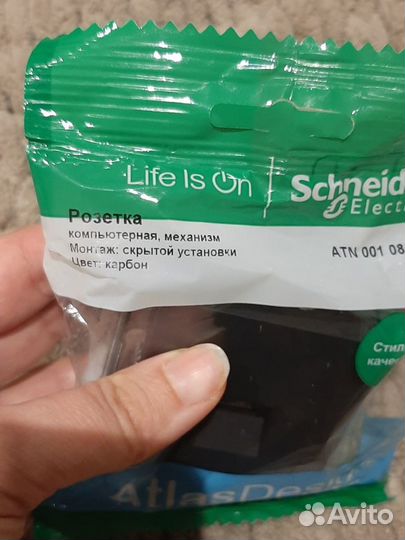 Life Is On
Schneid
Electr
Розетка
компьютерная, механизм
Монтаж: скрытой установки
Цвет: карбон
ATN 001 08
Стил
качес
AtlasDesi
Avito